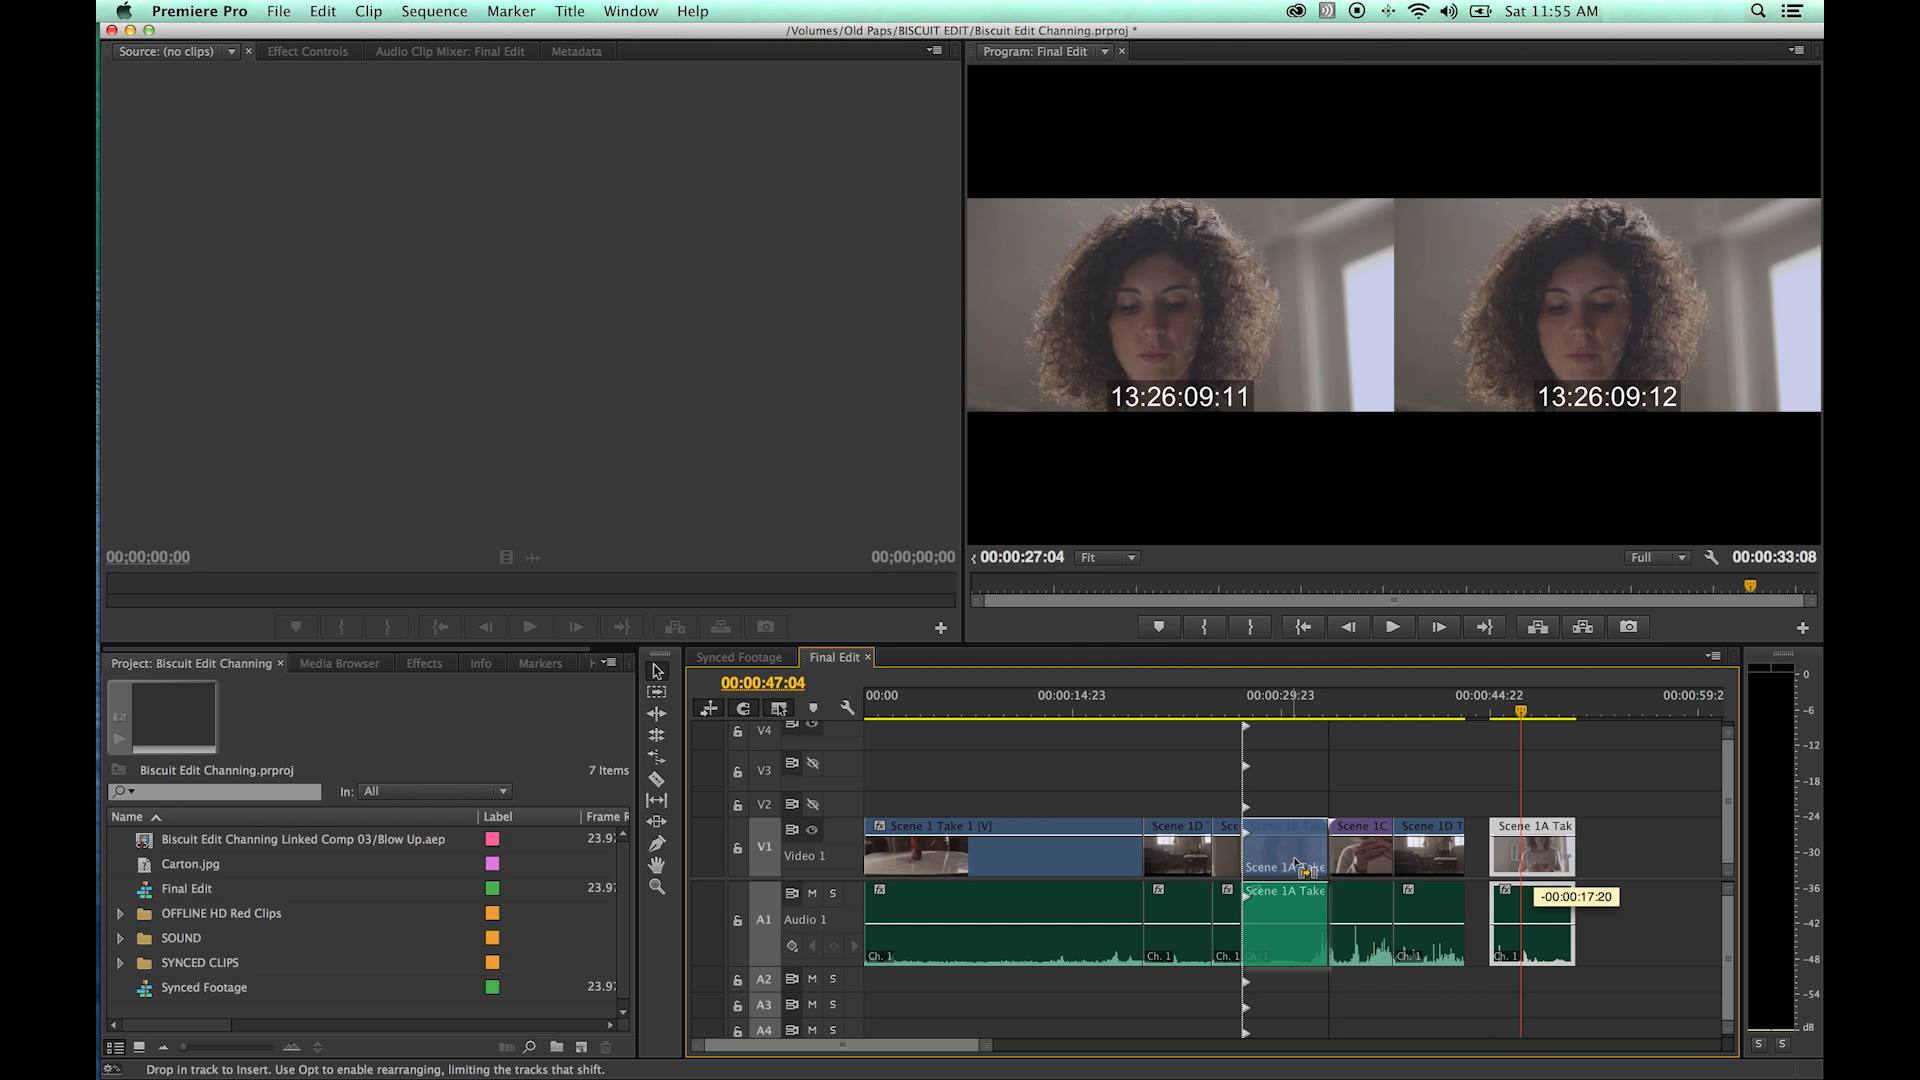 Premiere Pro File Edit Clip Sequence Marker Title Window Help Sat 11:55 AM
/Volumes/Old Paps/BISCUIT EDIT/Biscuit Edit Channing.prproj *
Source: (no clips) × Effect Controls Audio Clip Mixer: Final Edit Metadata
Program: Final Edit ×
13:26:09:11 13:26:09:12
00;00;00;00 00;00;00;00
00:00:27:04 Fit Full 00:00:33:08
Project: Biscuit Edit Channing × Media Browser Effects Info Markers H
Biscuit Edit Channing.prproj 7 Items
In: All
Name Label Frame R
Biscuit Edit Channing Linked Comp 03/Blow Up.aep 23.97
Carton.jpg
Final Edit 23.97
OFFLINE HD Red Clips
SOUND
SYNCED CLIPS
Synced Footage 23.97
Synced Footage Final Edit ×
00:00:47:04
00:00 00:00:14:23 00:00:29:23 00:00:44:22 00:00:59:2
V4
V3
V2
fx Scene 1 Take 1 [V] Scene 1D Sce Scene 1C Scene 1D T Scene 1A Tak
V1 Video 1
Scene 1A Take
fx fx fx Scene 1A Take fx fx
M S
A1 Audio 1
-00:00:17:20
Ch. 1 Ch. 1 Ch. 1 Ch. 1 Ch. 1 Ch. 1
A2 M S
A3 M S
A4 M S
0
-6
-12
-18
-24
-30
-36
-42
-48
-54
dB
S S
Drop in track to Insert. Use Opt to enable rearranging, limiting the tracks that shift.